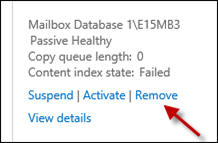 Mailbox Database 1\E15MB3
Passive Healthy
Copy queue length: 0
Content index state: Failed
Suspend | Activate | Remove
View details